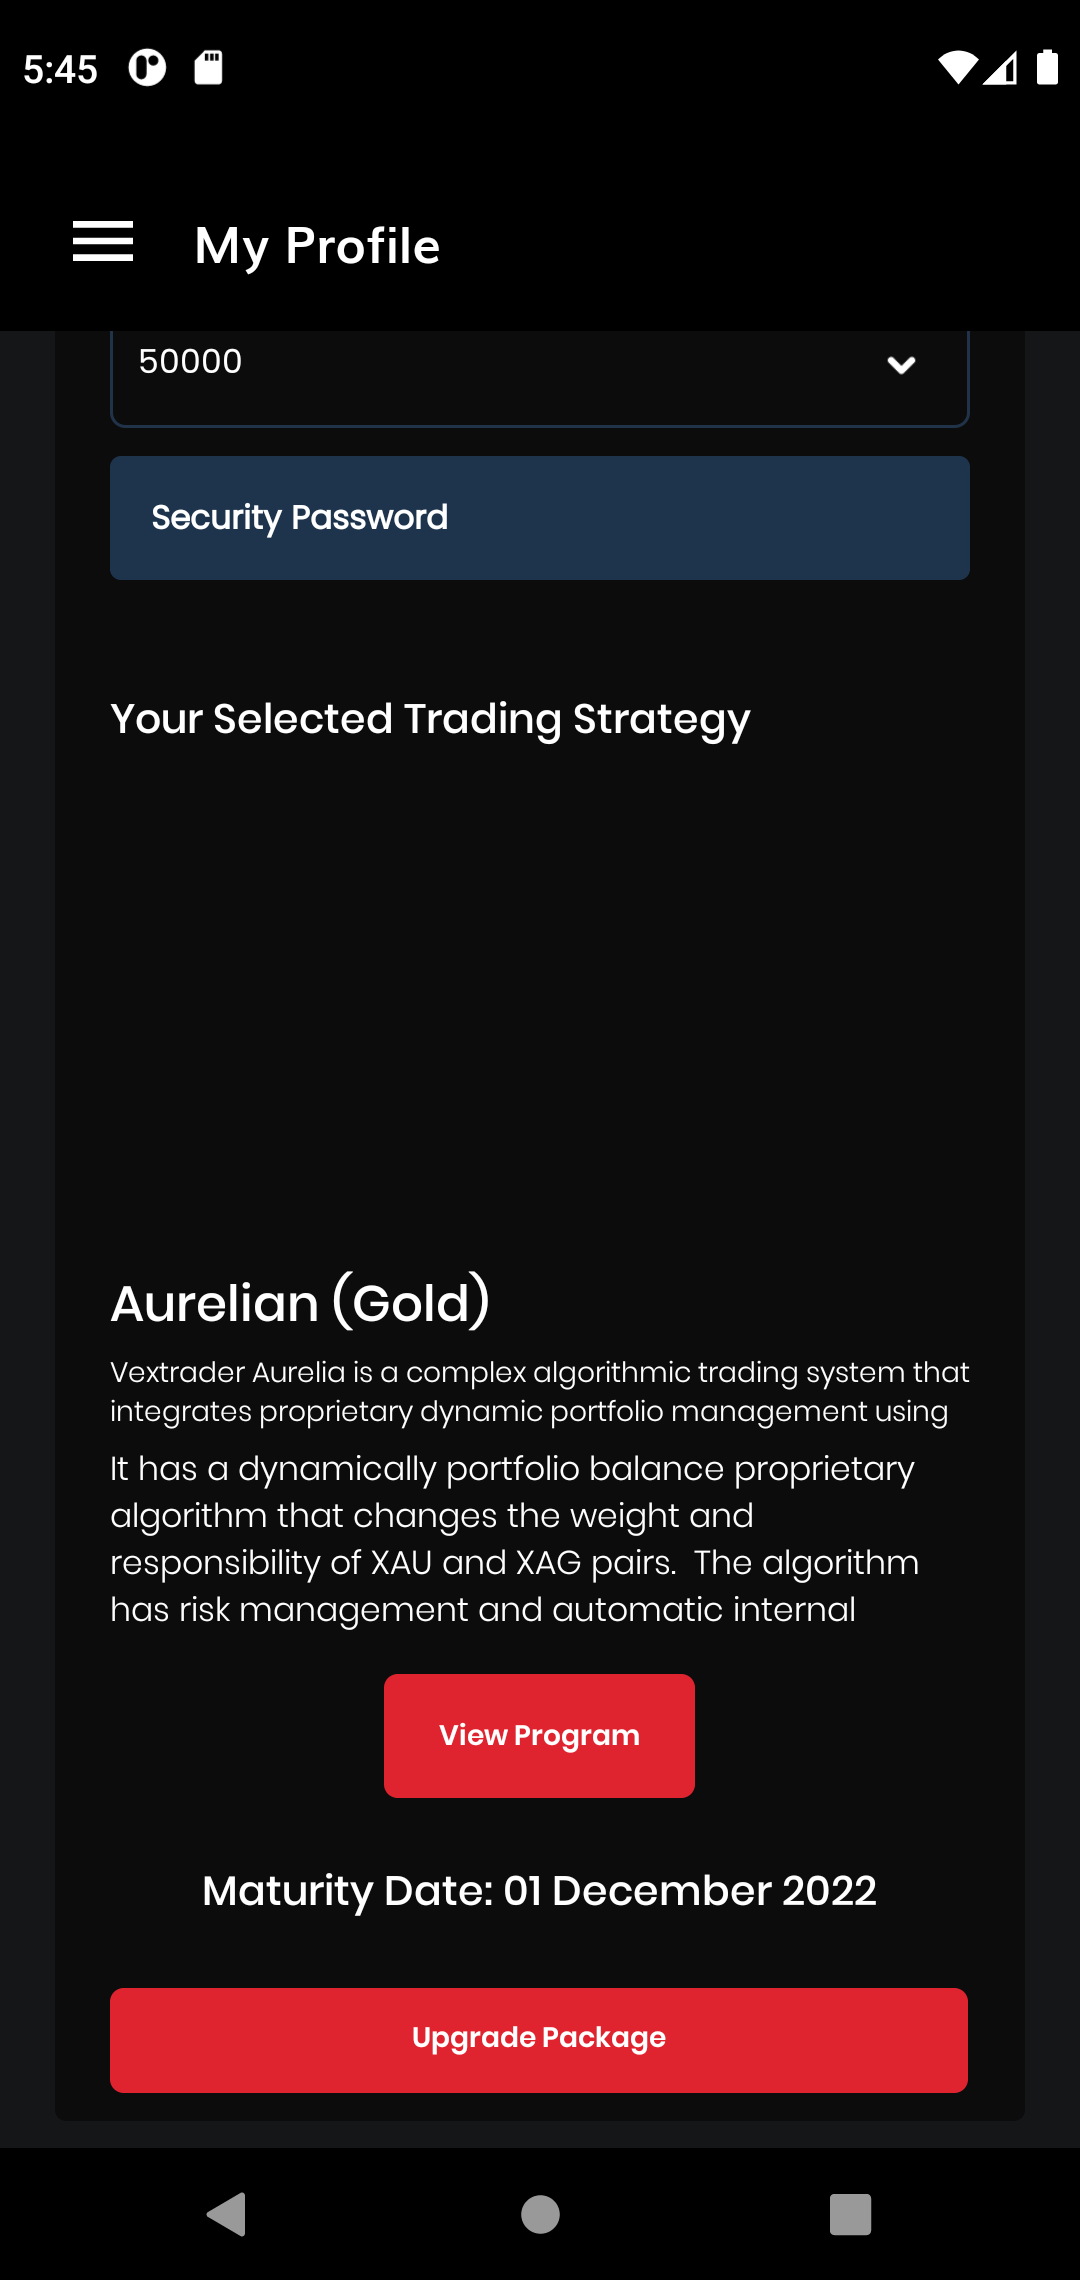 5:45
My Profile
50000
Security Password
Your Selected Trading Strategy
Aurelian (Gold)
Vextrader Aurelia is a complex algorithmic trading system that
integrates proprietary dynamic portfolio management using
It has a dynamically portfolio balance proprietary
algorithm that changes the weight and
responsibility of XAU and XAG pairs.  The algorithm
has risk management and automatic internal
View Program
Maturity Date: 01 December 2022
Upgrade Package